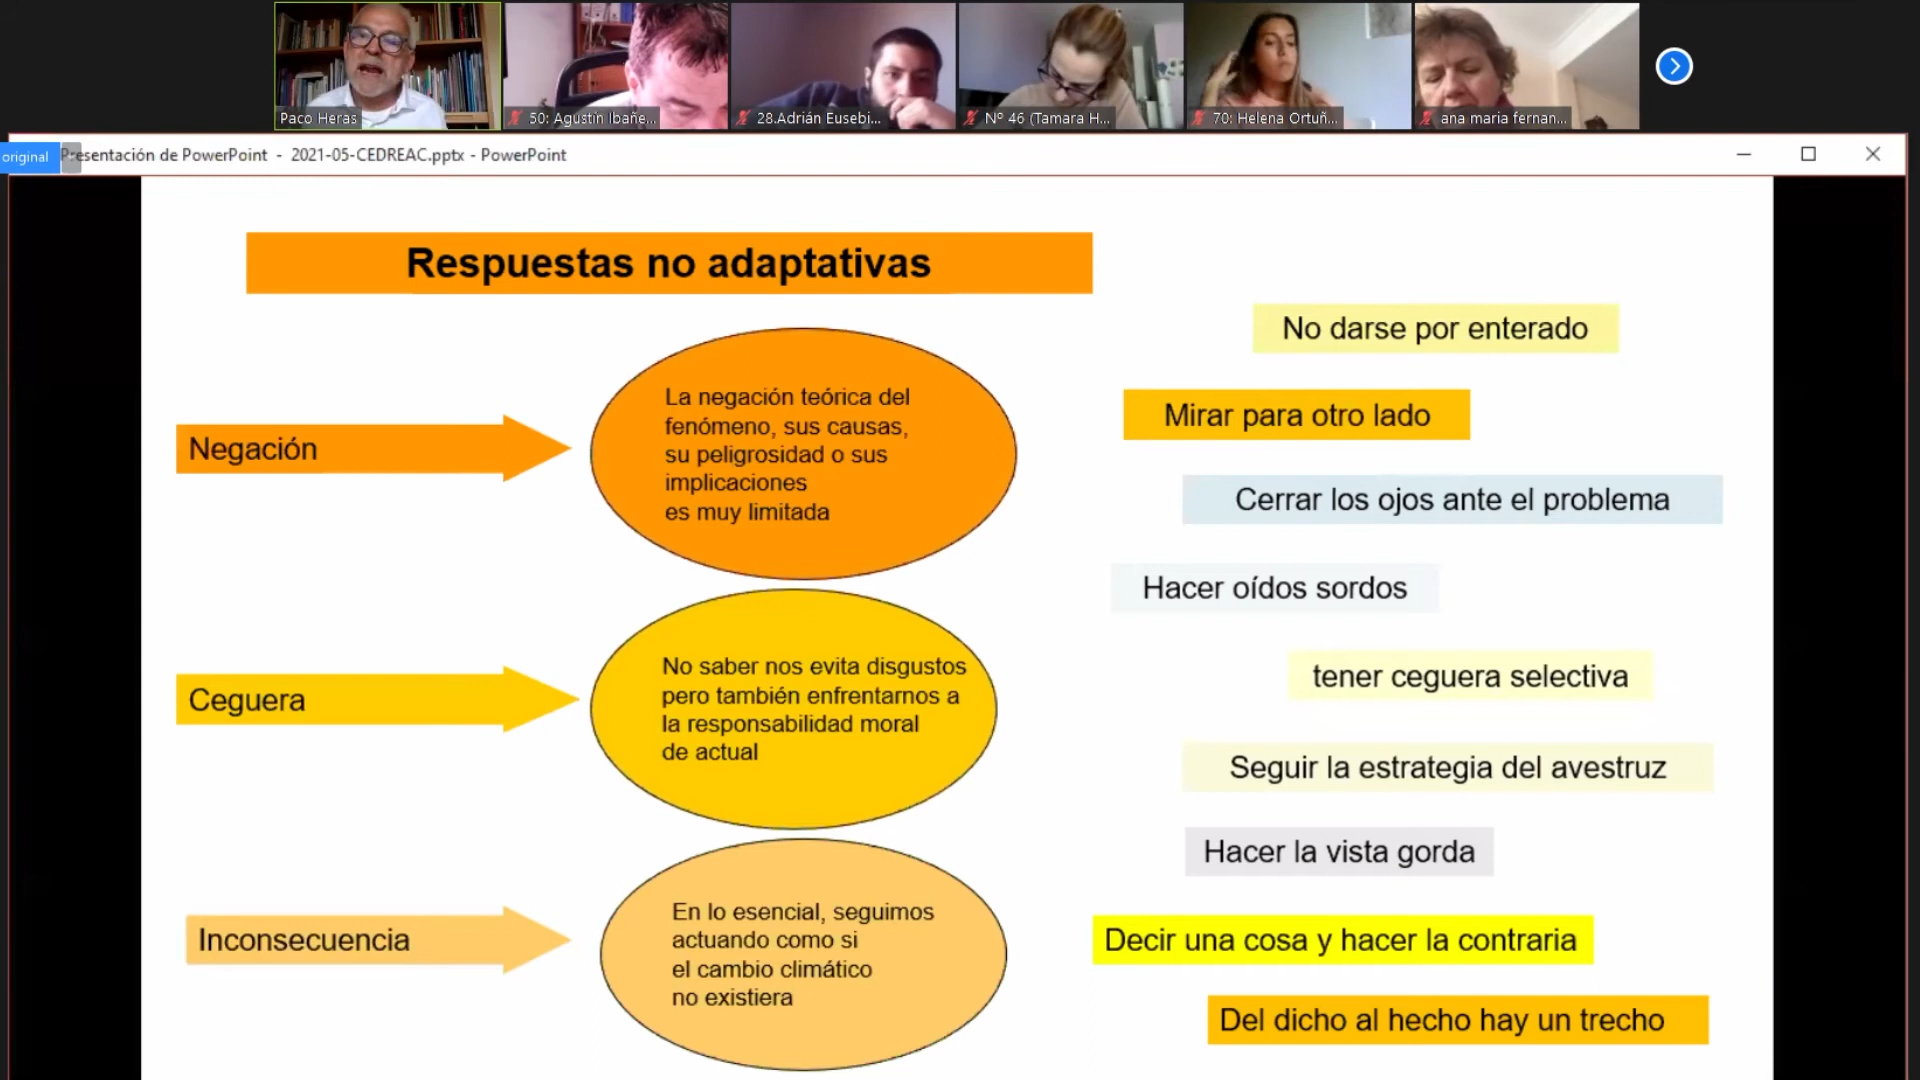 Paco Heras
50: Agustín Ibañe...
28.Adrián Eusebi...
Nº 46 (Tamara H...
70: Helena Ortuñ...
ana maria fernan...
original
Presentación de PowerPoint - 2021-05-CEDREAC.pptx - PowerPoint
Respuestas no adaptativas
Negación
La negación teórica del
fenómeno, sus causas,
su peligrosidad o sus
implicaciones
es muy limitada
Ceguera
No saber nos evita disgustos
pero también enfrentarnos a
la responsabilidad moral
de actual
Inconsecuencia
En lo esencial, seguimos
actuando como si
el cambio climático
no existiera
No darse por enterado
Mirar para otro lado
Cerrar los ojos ante el problema
Hacer oídos sordos
tener ceguera selectiva
Seguir la estrategia del avestruz
Hacer la vista gorda
Decir una cosa y hacer la contraria
Del dicho al hecho hay un trecho